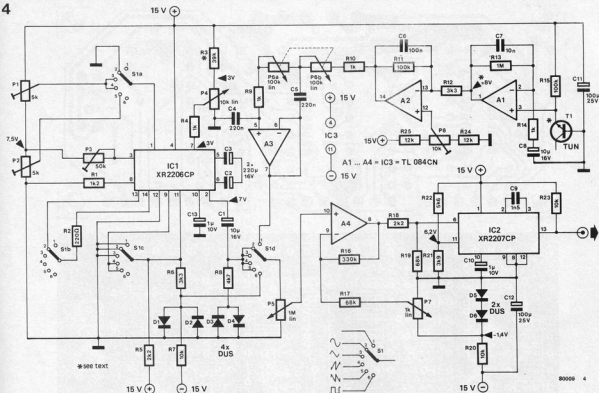 4
15 V
S1a
P1
5k
7,5V
P2
50k
P3
50k
R1
1k2
R2
220Ω
S1b
S1c
IC1
XR2206CP
R3
39k
3V
P4
10k lin
R4
1k
3V
C4
220n
R9
1k
P6a
100k
lin
P6b
100k
lin
C5
220n
A3
C3
C2
2x
220µ
16V
7V
C13
1µ
10V
C1
10µ
16V
S1d
R6
3k3
R8
4k7
D1
D2
D3
D4
4x
DUS
P5
1M
lin
R5
2k2
R7
10k
15 V
15 V
*see text
R10
1k
C6
100n
R11
100k
A2
R12
3k3
+8V
C7
10n
R13
1M
A1
R15
100k
R14
1k
C8
10µ
16V
T1
TUN
C11
100µ
25V
15 V
IC3
15 V
15V
R25
12k
P8
10k
R24
12k
A1 ... A4 = IC3 = TL 084CN
A4
R18
2k2
R16
330k
R17
68k
R19
68k
P7
1k
lin
15 V
R22
5k6
6,2V
R21
3k9
C9
1n5
R23
10k
IC2
XR2207CP
C10
1µ
10V
D5
D6
2x
DUS
C12
100µ
25V
-1,4V
R20
10k
15 V
S1
80009 4